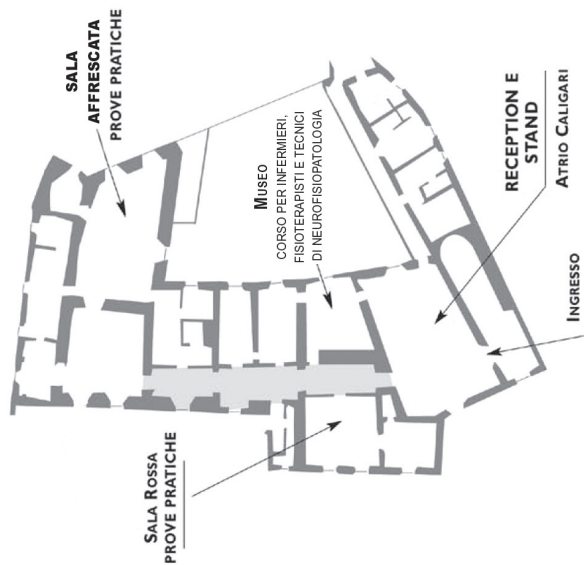 SALA
AFFRESCATA
PROVE PRATICHE
MUSEO
CORSO PER INFERMIERI,
FISIOTERAPISTI E TECNICI
DI NEUROFISIOPATOLOGIA
RECEPTION E
STAND
ATRIO CALIGARI
INGRESSO
SALA ROSSA
PROVE PRATICHE